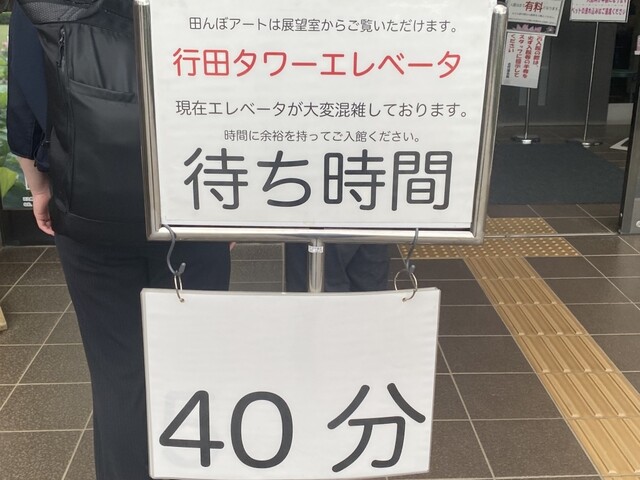 田んぼアートは展望室からご覧いただけます。
行田タワーエレベータ
現在エレベータが大変混雑しております。
時間に余裕を持ってご入館ください。
待ち時間
40 分
有料